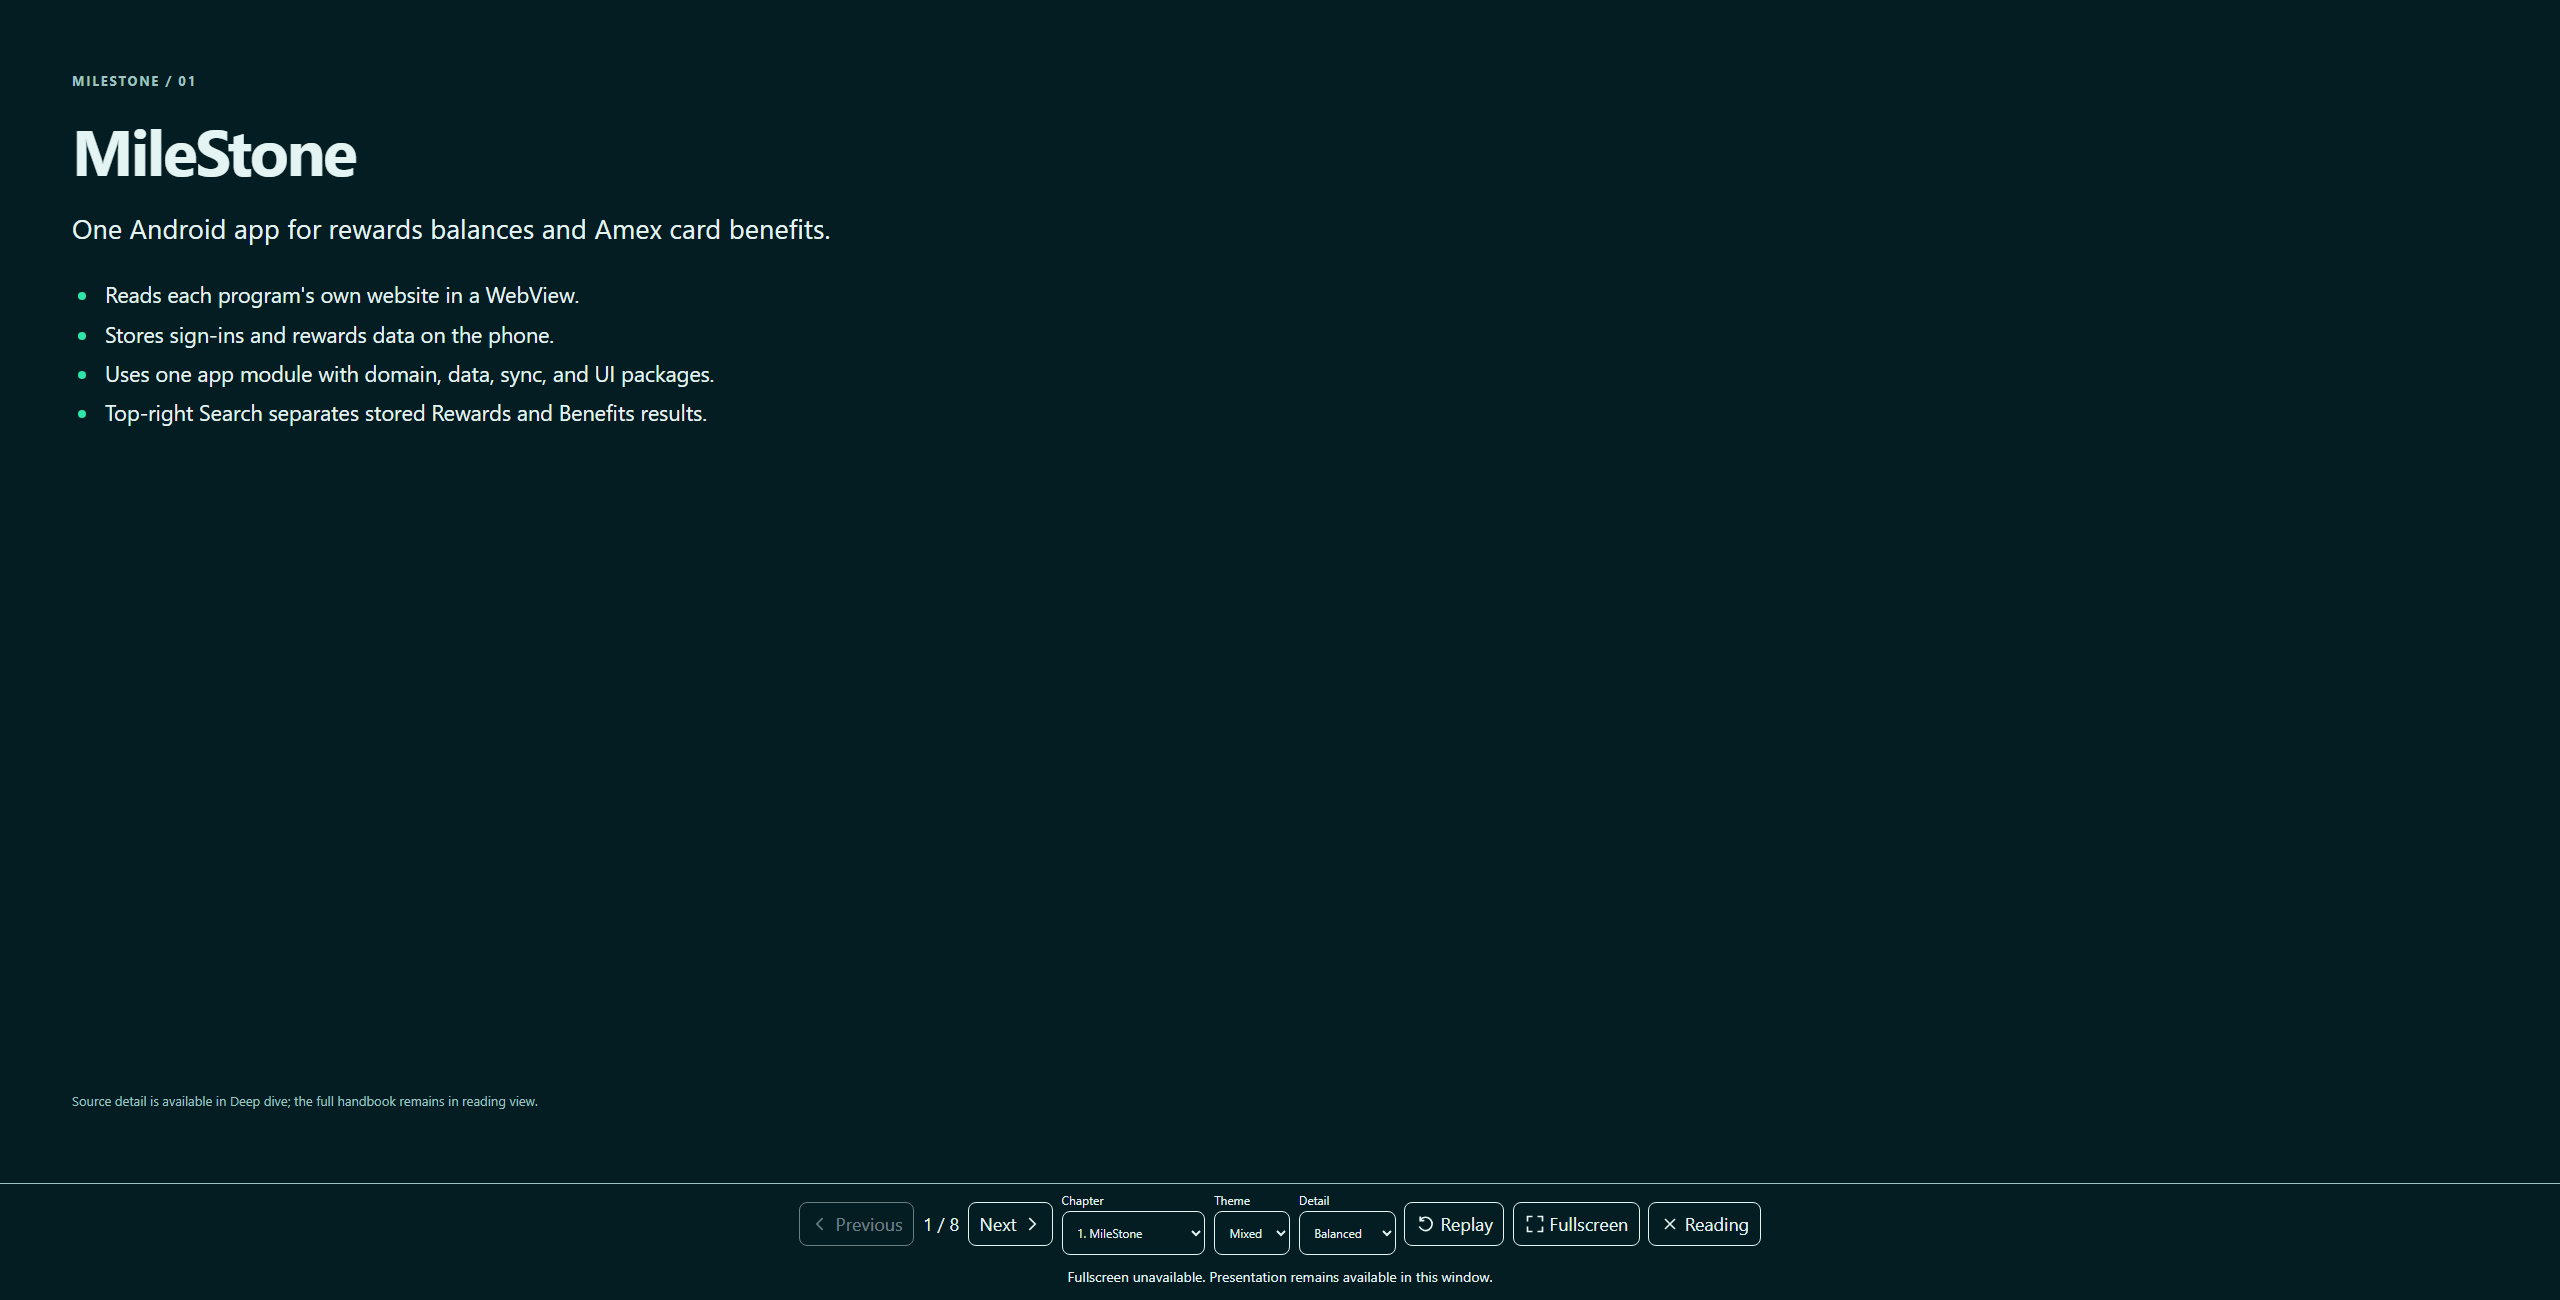 MILESTONE / 01
MileStone
One Android app for rewards balances and Amex card benefits.
Reads each program's own website in a WebView.
Stores sign-ins and rewards data on the phone.
Uses one app module with domain, data, sync, and UI packages.
Top-right Search separates stored Rewards and Benefits results.
Source detail is available in Deep dive; the full handbook remains in reading view.
Chapter Theme Detail
Previous 1 / 8 Next 1. MileStone Mixed Balanced Replay Fullscreen Reading
Fullscreen unavailable. Presentation remains available in this window.